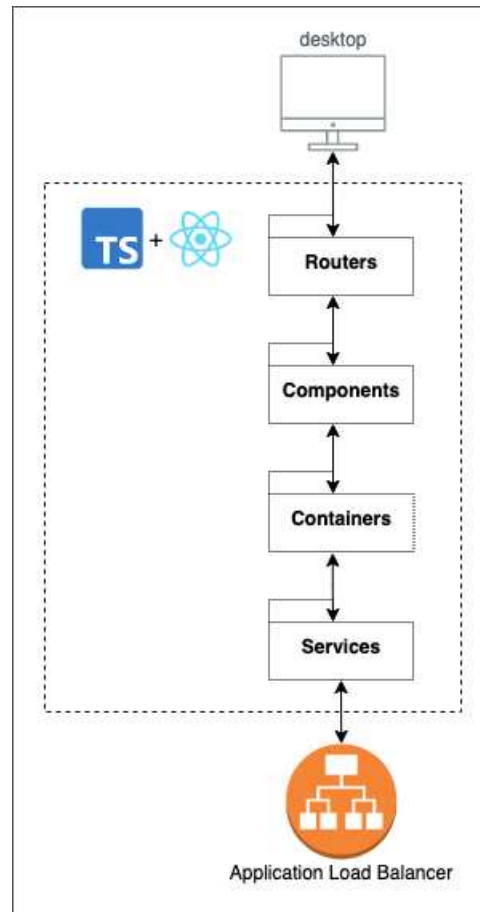 desktop
TS +
Routers
Components
Containers
Services
Application Load Balancer